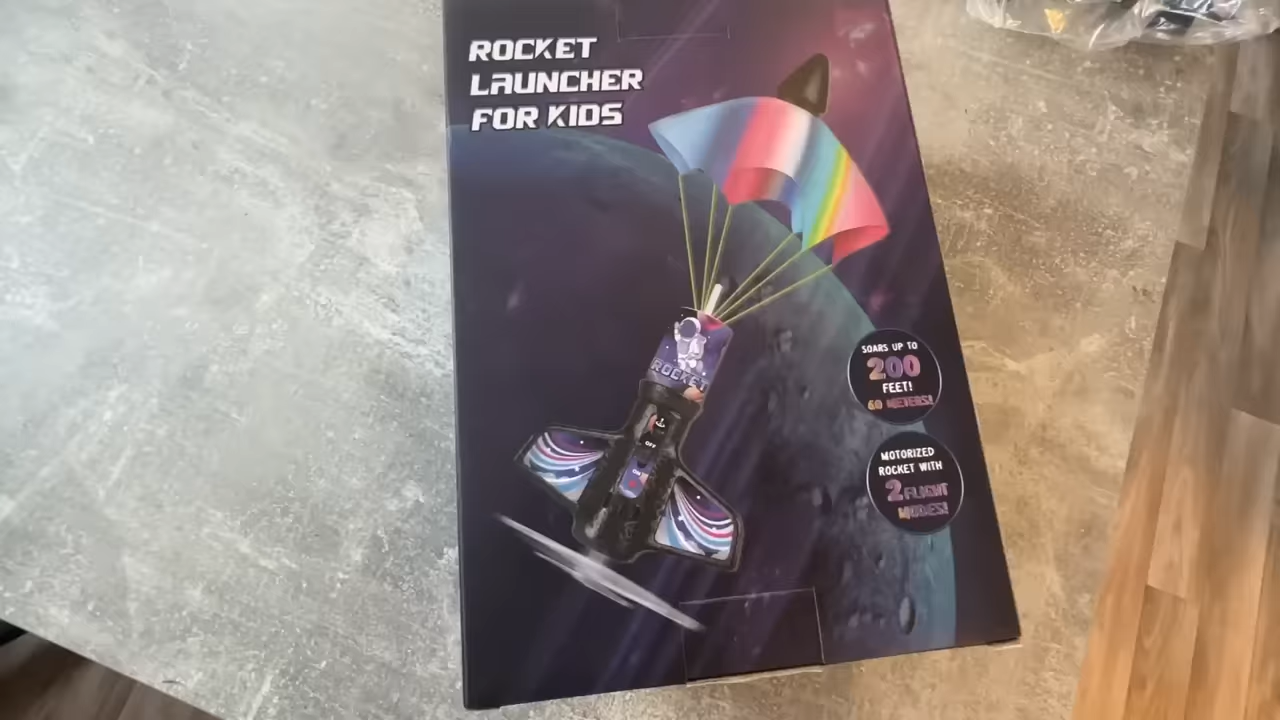 ROCKET
LAUNCHER
FOR KIDS
SOARS UP TO
200
FEET!
60 METERS!
ROCKET
OFF
ON
MOTORIZED
ROCKET WITH
2 FLIGHT
MODES!